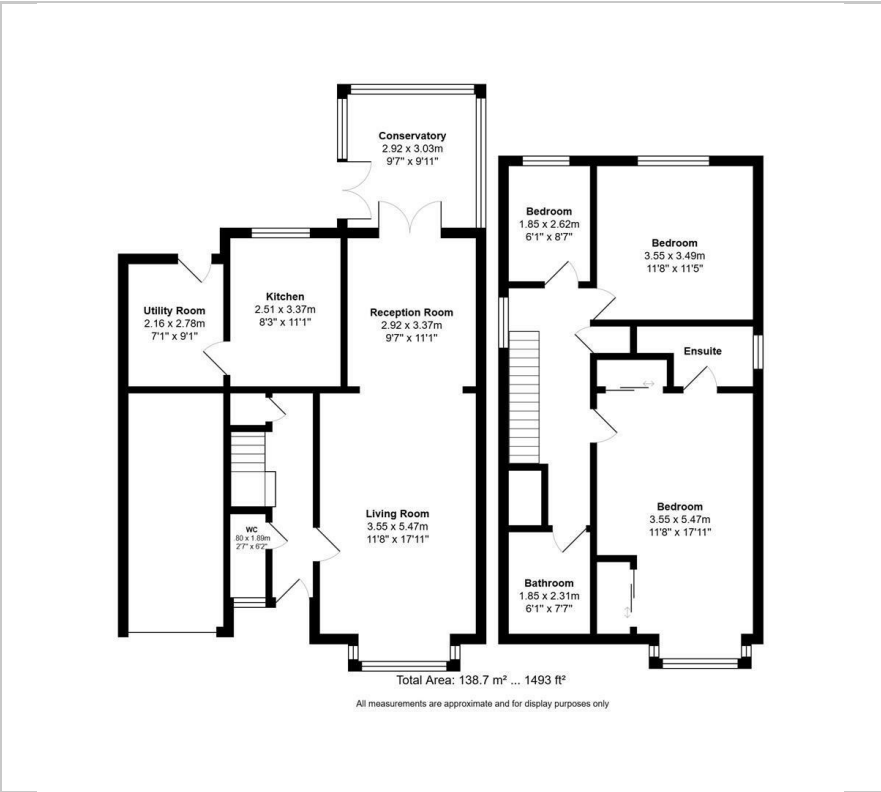 Conservatory
2.92 x 3.03m
9'7" x 9'11"
Utility Room
2.16 x 2.78m
7'1" x 9'1"
Kitchen
2.51 x 3.37m
8'3" x 11'1"
Reception Room
2.92 x 3.37m
9'7" x 11'1"
WC
.80 x 1.89m
2'7" x 6'2"
Living Room
3.55 x 5.47m
11'8" x 17'11"
Bedroom
1.85 x 2.62m
6'1" x 8'7"
Bedroom
3.55 x 3.49m
11'8" x 11'5"
Ensuite
Bedroom
3.55 x 5.47m
11'8" x 17'11"
Bathroom
1.85 x 2.31m
6'1" x 7'7"
Total Area: 138.7 m² ... 1493 ft²
All measurements are approximate and for display purposes only